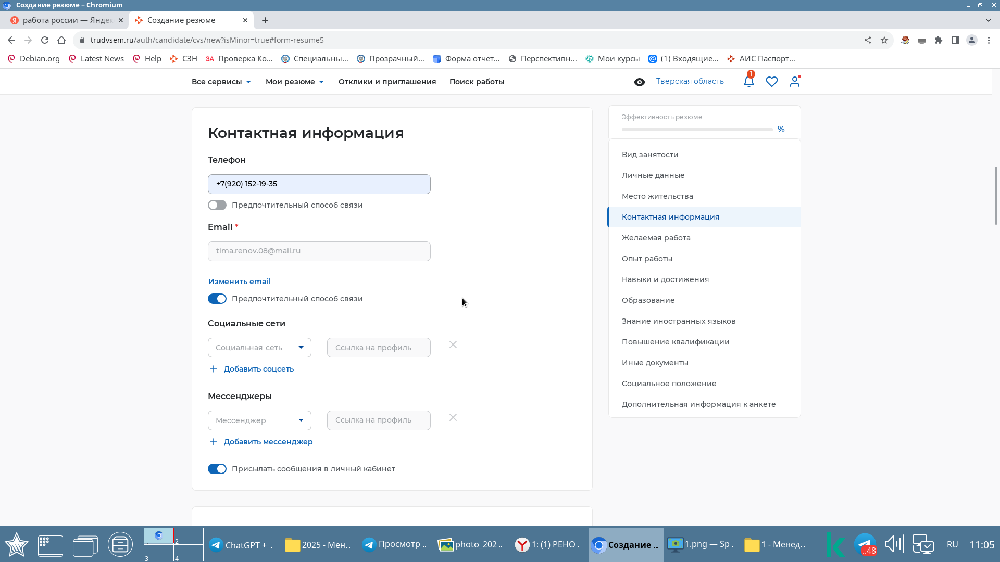 Создание резюме – Chromium
работа россии — Яндек
Создание резюме
trudvsem.ru/auth/candidate/cvs/new?isMinor=true#form-resume5
Debian.org
Latest News
Help
СЗН
ЗА Проверка Ко...
Специальны...
Прозрачный...
Форма отчет...
Перспективн...
Мои курсы
(1) Входящие...
АИС Паспорт...
Все сервисы
Мои резюме
Отклики и приглашения
Поиск работы
Тверская область
1
Контактная информация
Телефон
+7(920) 152-19-35
Предпочтительный способ связи
Email *
tima.renov.08@mail.ru
Изменить email
Предпочтительный способ связи
Социальные сети
Социальная сеть
Ссылка на профиль
Добавить соцсеть
Мессенджеры
Мессенджер
Ссылка на профиль
Добавить мессенджер
Присылать сообщения в личный кабинет
Эффективность резюме
%
Вид занятости
Личные данные
Место жительства
Контактная информация
Желаемая работа
Опыт работы
Навыки и достижения
Образование
Знание иностранных языков
Повышение квалификации
Иные документы
Социальное положение
Дополнительная информация к анкете
2
3
4
ChatGPT + ...
2025 - Мен...
Просмотр ...
photo_202...
1: (1) РЕНО...
Создание ...
1.png — Sp...
1 - Менед...
..48
RU
11:05